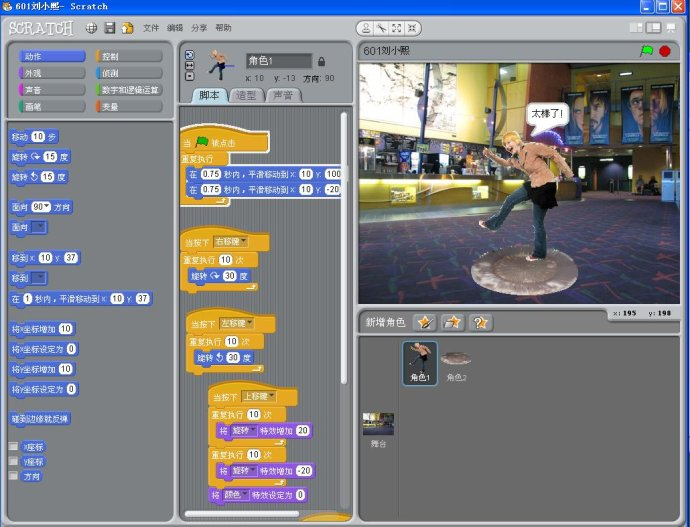 601刘小熙- Scratch
SCRATCH 文件 编辑 分享 帮助
动作 控制
外观 侦测
声音 数字和逻辑运算
画笔 变量
移动 10 步
旋转 15 度
旋转 15 度
面向 90 方向
面向
移到 x: 10 y: 37
移到
在 1 秒内，平滑移动到 x: 10 y: 37
将x坐标增加 10
将x坐标设定为 0
将y坐标增加 10
将y坐标设定为 0
碰到边缘就反弹
x座标
y座标
方向
角色1
x: 10 y: -13 方向: 90
脚本 造型 声音
当 被点击
重复执行
在 0.75 秒内，平滑移动到 x: 10 y: 100
在 0.75 秒内，平滑移动到 x: 10 y: -20
当按下 右移键
重复执行 10 次
旋转 30 度
当按下 左移键
重复执行 10 次
旋转 30 度
当按下 上移键
重复执行 10 次
将 旋转 特效增加 20
重复执行 10 次
将 旋转 特效增加 -20
将 颜色 特效设定为 0
601刘小熙
太棒了!
x: 195 y: 198
新增角色
角色1 角色2
舞台